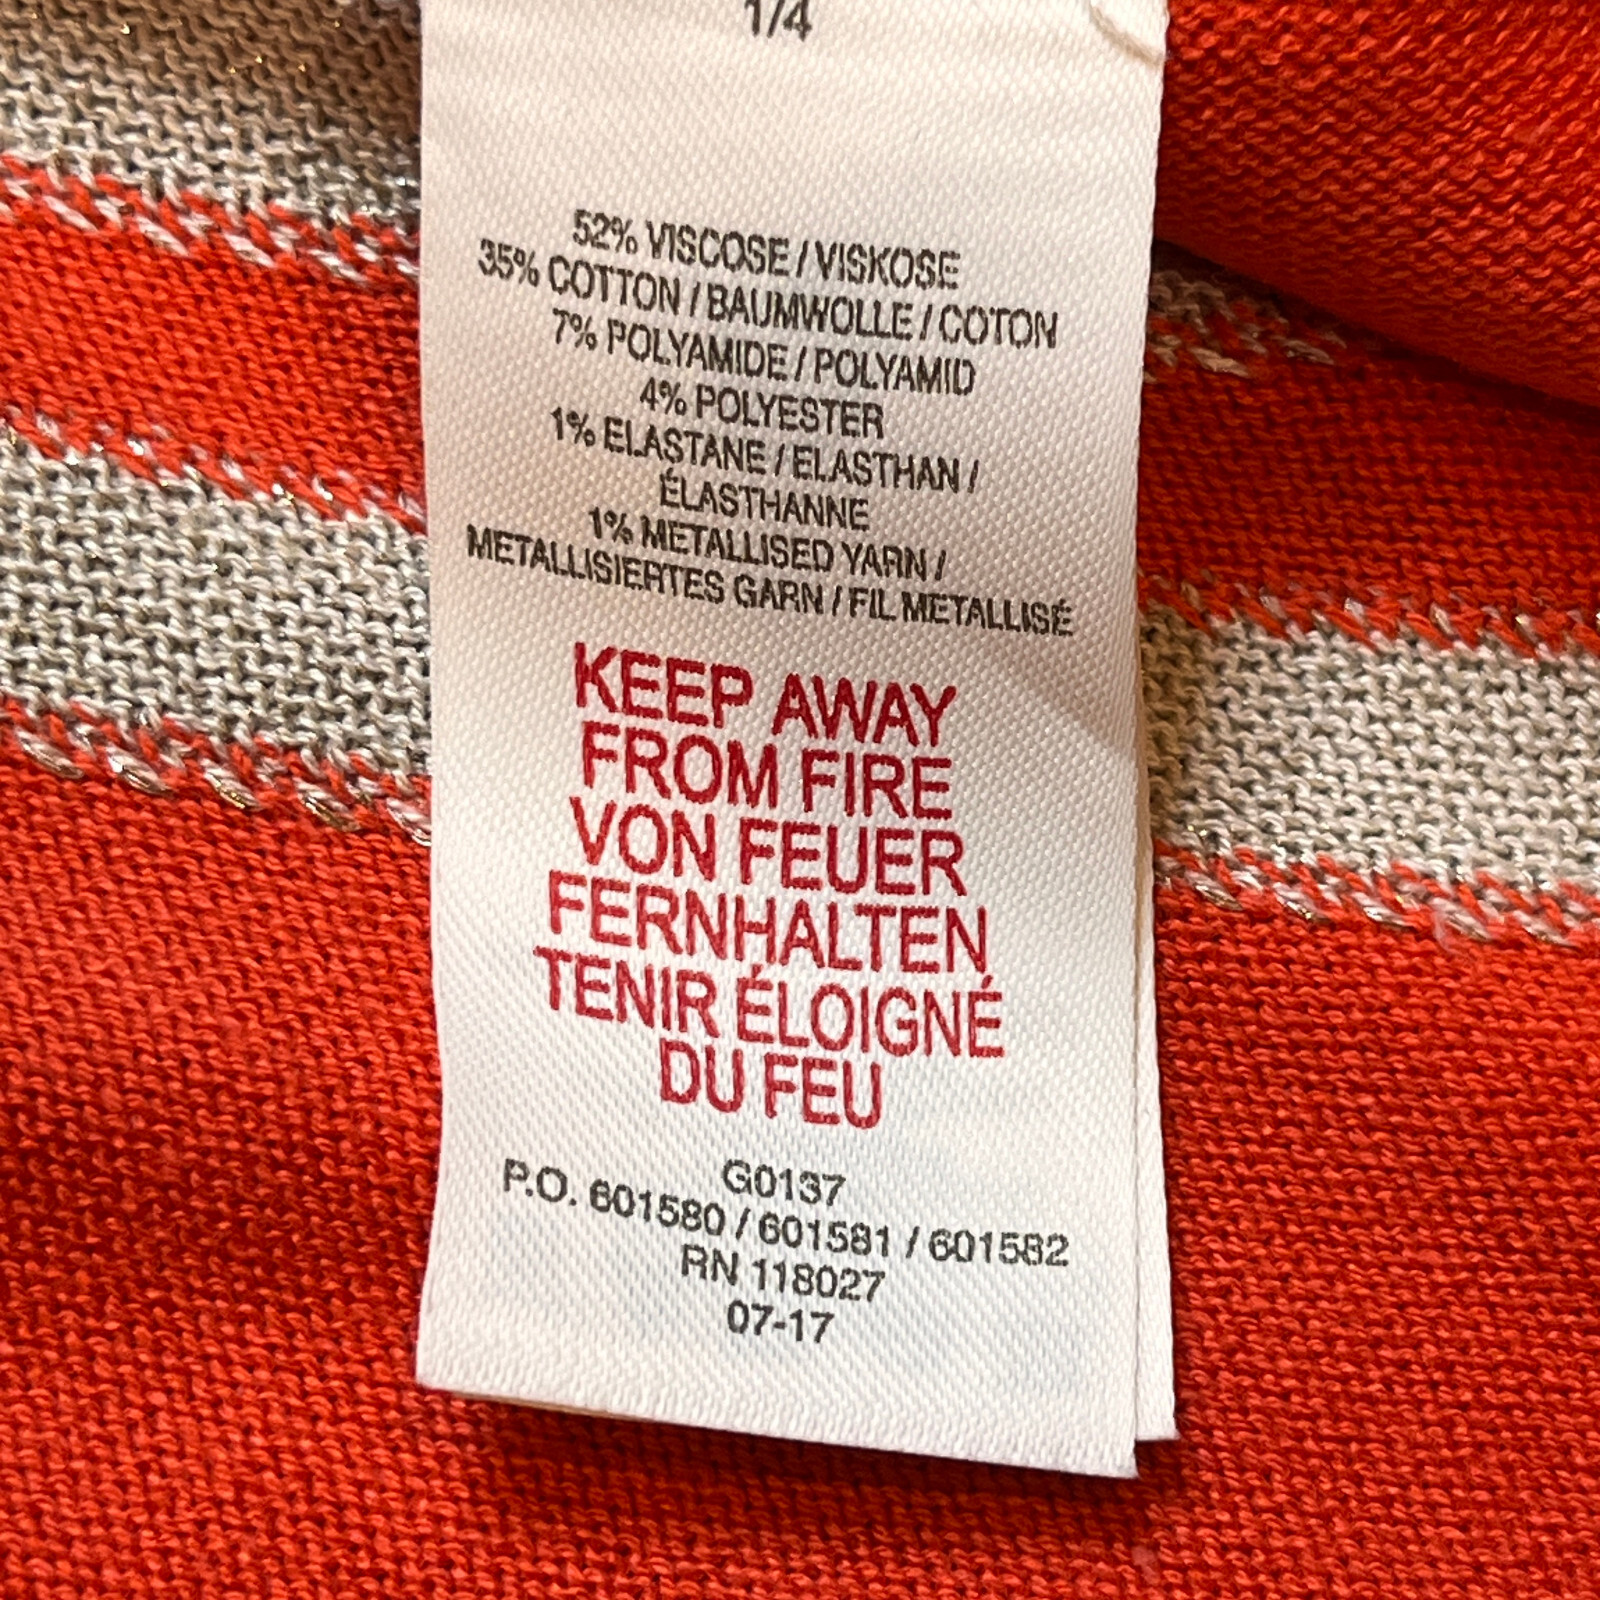 1/4
52% VISCOSE / VISKOSE
35% COTTON / BAUMWOLLE / COTON
7% POLYAMIDE / POLYAMID
4% POLYESTER
1% ELASTANE / ELASTHAN /
ÉLASTHANNE
1% METALLISED YARN /
METALLISIERTES GARN / FIL METALLISÉ
KEEP AWAY
FROM FIRE
VON FEUER
FERNHALTEN
TENIR ÉLOIGNÉ
DU FEU
G0137
P.O. 601580 / 601581 / 601582
RN 118027
07-17